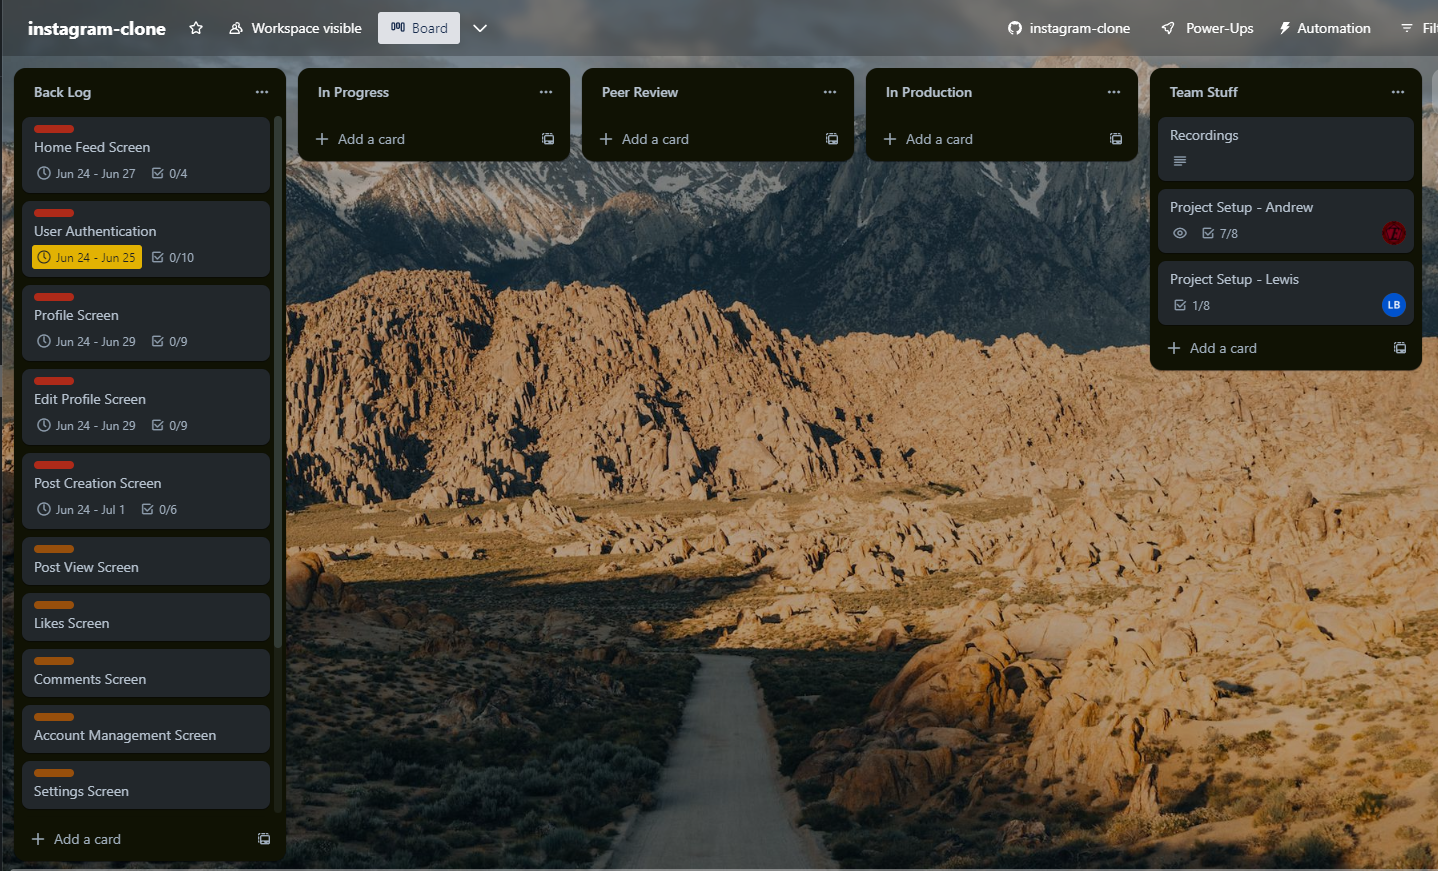 instagram-clone
Workspace visible
Board
instagram-clone
Power-Ups
Automation
Back Log
Home Feed Screen
Jun 24 - Jun 27 0/4
User Authentication
Jun 24 - Jun 25 0/10
Profile Screen
Jun 24 - Jun 29 0/9
Edit Profile Screen
Jun 24 - Jun 29 0/9
Post Creation Screen
Jun 24 - Jul 1 0/6
Post View Screen
Likes Screen
Comments Screen
Account Management Screen
Settings Screen
Add a card
In Progress
Add a card
Peer Review
Add a card
In Production
Add a card
Team Stuff
Recordings
Project Setup - Andrew
7/8
Project Setup - Lewis
1/8 LB
Add a card